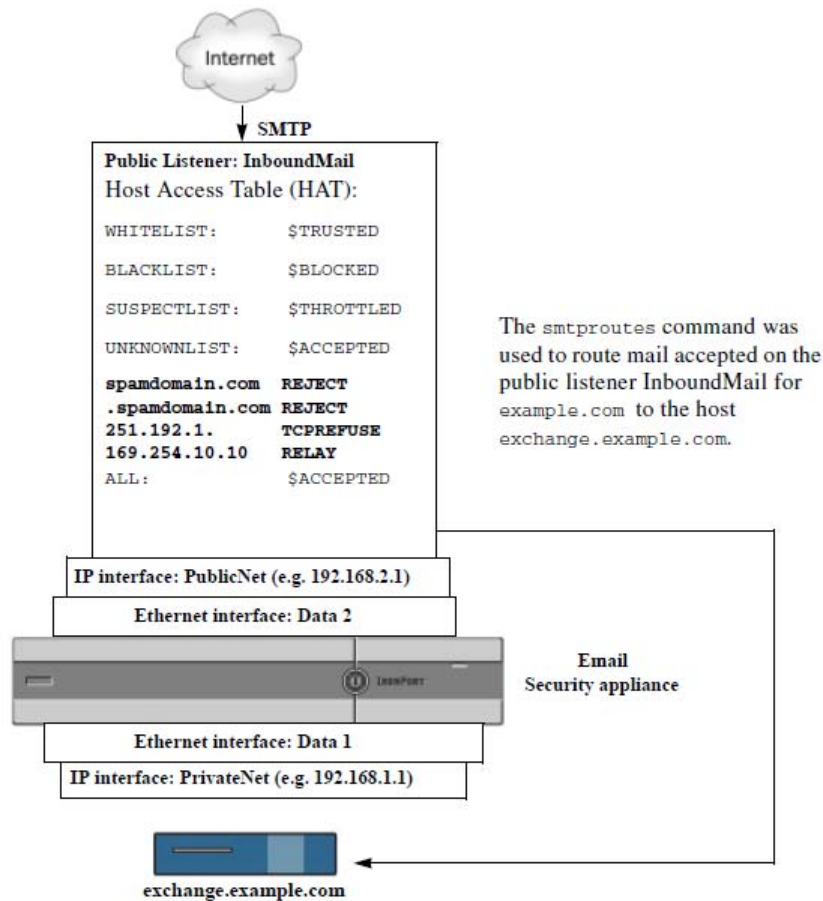 Internet
SMTP
Public Listener: InboundMail
Host Access Table (HAT):
WHITELIST: $TRUSTED
BLACKLIST: $BLOCKED
SUSPECTLIST: $THROTTLED
UNKNOWNLIST: $ACCEPTED
spamdomain.com REJECT
.spamdomain.com REJECT
251.192.1. TCPREFUSE
169.254.10.10 RELAY
ALL: $ACCEPTED
The smtproutes command was
used to route mail accepted on the
public listener InboundMail for
example.com to the host
exchange.example.com.
IP interface: PublicNet (e.g. 192.168.2.1)
Ethernet interface: Data 2
IRONPORT
Email
Security appliance
Ethernet interface: Data 1
IP interface: PrivateNet (e.g. 192.168.1.1)
exchange.example.com